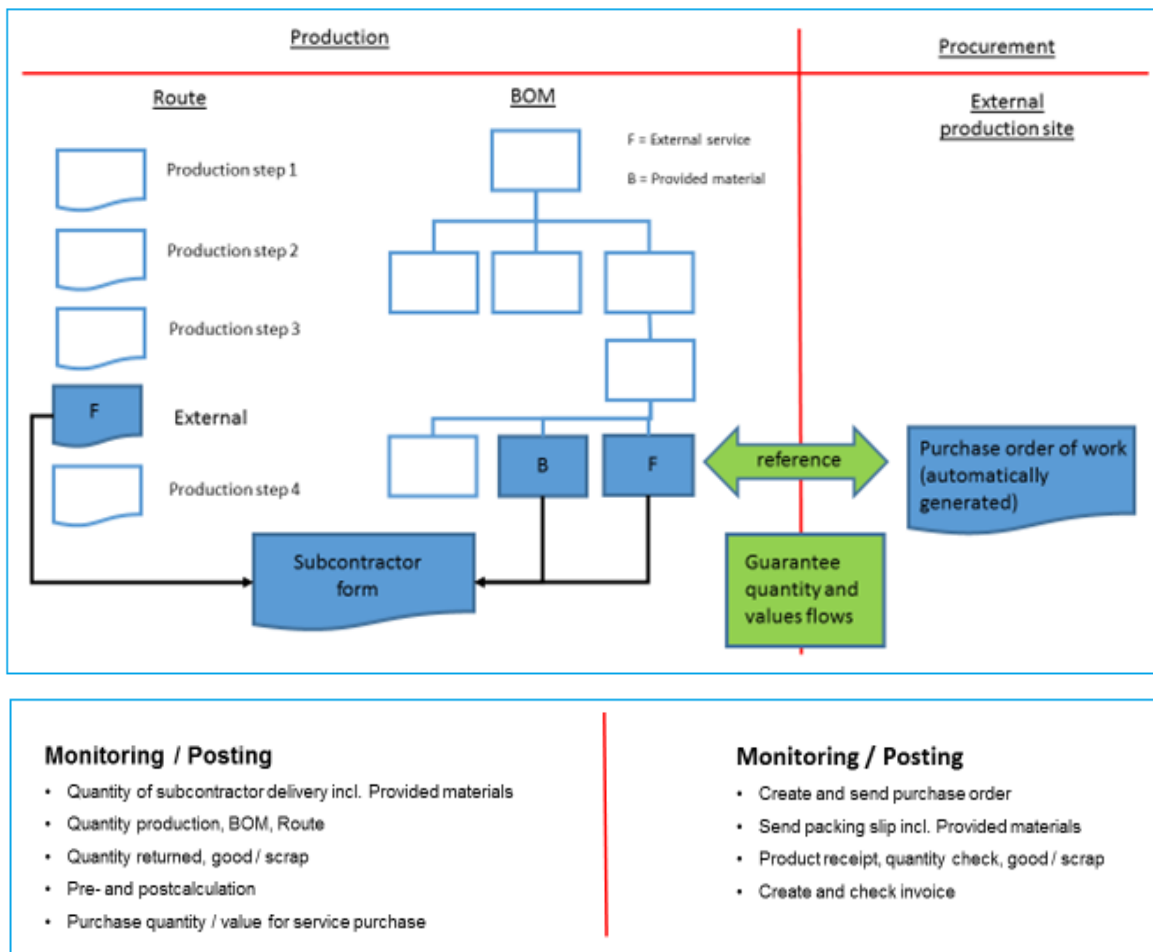 Production
Procurement
Route
BOM
External
production site
F = External service
B = Provided material
Production step 1
Production step 2
Production step 3
F
External
Production step 4
B
F
reference
Purchase order of work
(automatically
generated)
Subcontractor
form
Guarantee
quantity and
values flows
Monitoring / Posting
• Quantity of subcontractor delivery incl. Provided materials
• Quantity production, BOM, Route
• Quantity returned, good / scrap
• Pre- and postcalculation
• Purchase quantity / value for service purchase
Monitoring / Posting
• Create and send purchase order
• Send packing slip incl. Provided materials
• Product receipt, quantity check, good / scrap
• Create and check invoice